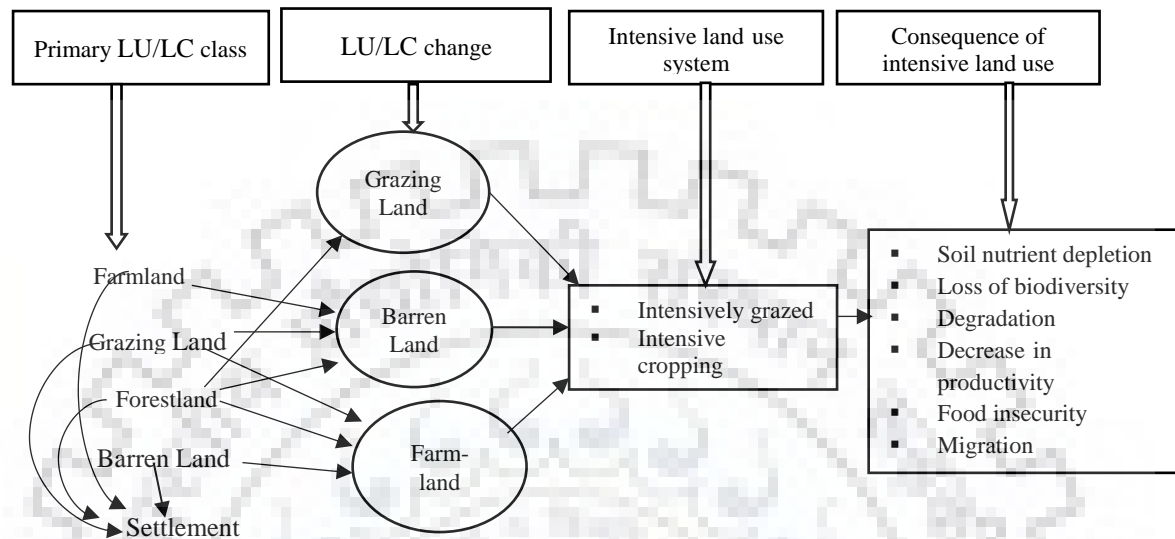 Primary LU/LC class
LU/LC change
Intensive land use
system
Consequence of
intensive land use
Grazing
Land
Farmland
Grazing Land
Forestland
Barren Land
Settlement
Barren
Land
Farm-
land
▪ Intensively grazed
▪ Intensive
cropping
▪ Soil nutrient depletion
▪ Loss of biodiversity
▪ Degradation
▪ Decrease in
productivity
▪ Food insecurity
▪ Migration